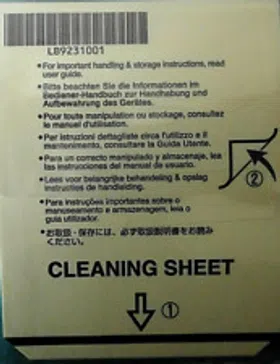 LB9231001
•For important handling & storage instructions, read
user guide.
•Bitte beachten Sie die Informationen im
Bediener-Handbuch zur Handhabung und
Aufbewahrung des Gerätes.
•Pour toute manipulation ou stockage, consultez
le manuel d'utilisation.
•Per istruzioni dettagliate circa l'utilizzo e il
mantenimento, consultare la Guida Utente.
•Para un correcto manipulado y almacenaje, lea
las instrucciones del manual de usuario.
•Lees voor belangrijke behandeling & opslag
instructies de handleiding.
•Para instruções importantes sobre o
manuseamento e armazenagem, leia o
guia utilizador.
•お取扱・保存には、必ず取扱説明書をお読み
ください。
②
CLEANING SHEET
①